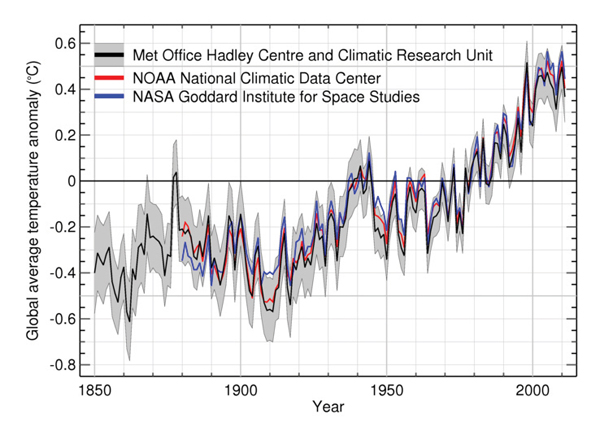 0.6
0.4
0.2
0
-0.2
-0.4
-0.6
-0.8
Global average temperature anomaly (°C)
Met Office Hadley Centre and Climatic Research Unit
NOAA National Climatic Data Center
NASA Goddard Institute for Space Studies
1850 1900 1950 2000
Year